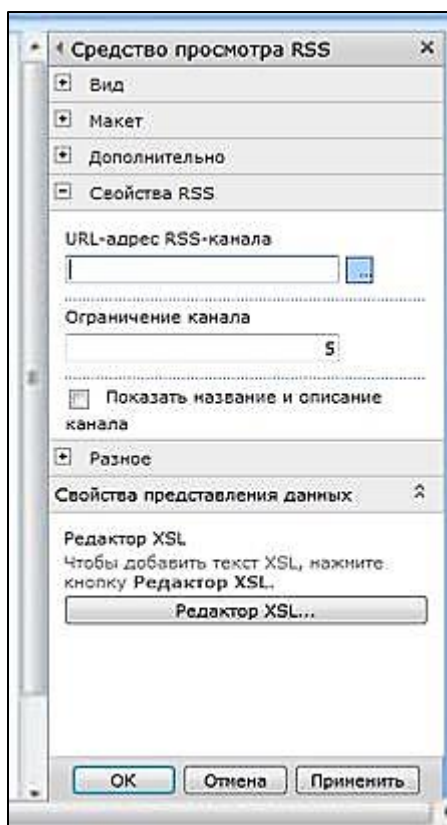 Средство просмотра RSS
Вид
Макет
Дополнительно
Свойства RSS
URL-адрес RSS-канала
...
Ограничение канала
5
Показать название и описание
канала
Разное
Свойства представления данных
Редактор XSL
Чтобы добавить текст XSL, нажмите
кнопку Редактор XSL.
Редактор XSL...
ОК
Отмена
Применить